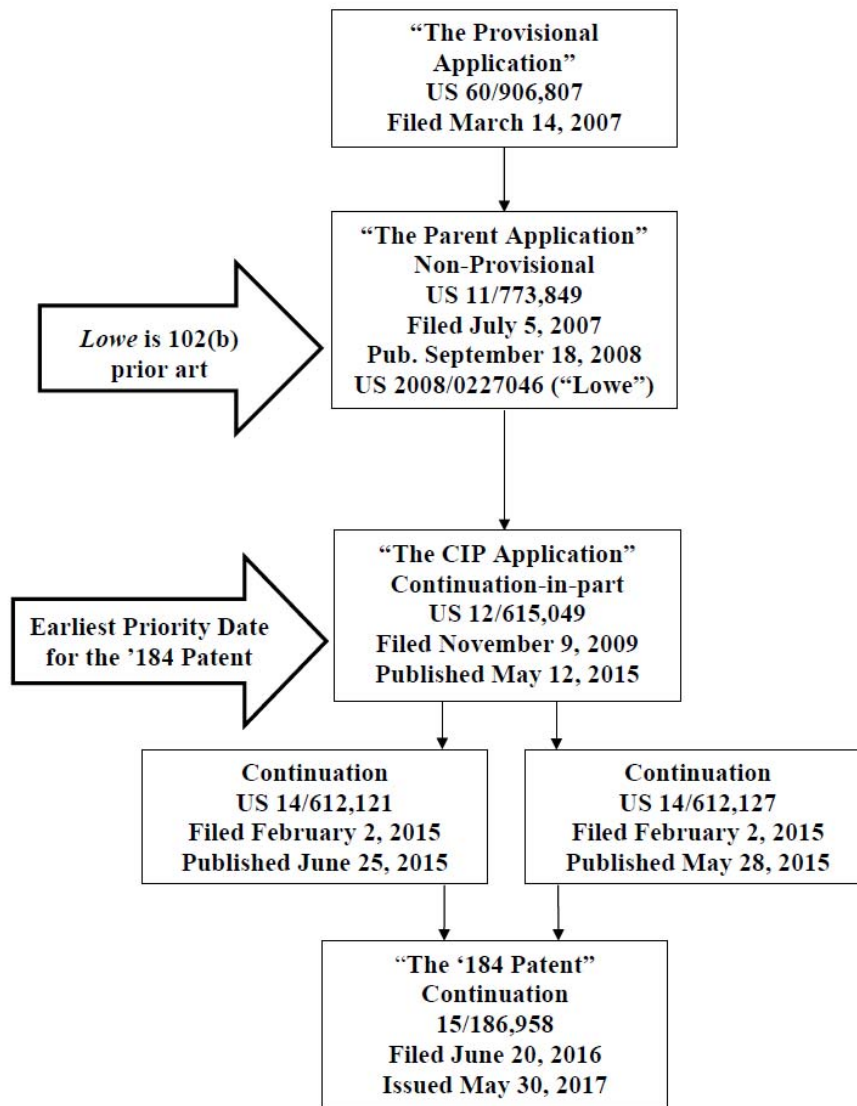 “The Provisional
Application”
US 60/906,807
Filed March 14, 2007
“The Parent Application”
Non-Provisional
US 11/773,849
Filed July 5, 2007
Pub. September 18, 2008
US 2008/0227046 (“Lowe”)
Lowe is 102(b)
prior art
“The CIP Application”
Continuation-in-part
US 12/615,049
Filed November 9, 2009
Published May 12, 2015
Earliest Priority Date
for the ’184 Patent
Continuation
US 14/612,121
Filed February 2, 2015
Published June 25, 2015
Continuation
US 14/612,127
Filed February 2, 2015
Published May 28, 2015
“The ‘184 Patent”
Continuation
15/186,958
Filed June 20, 2016
Issued May 30, 2017